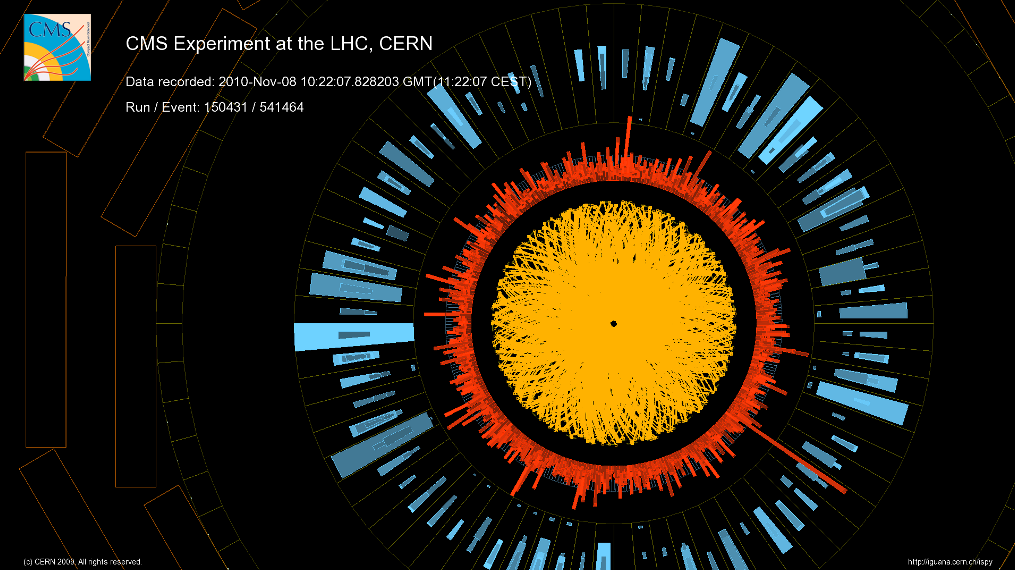 CMS
CMS Experiment at the LHC, CERN
Data recorded: 2010-Nov-08 10:22:07.828203 GMT(11:22:07 CEST)
Run / Event: 150431 / 541464
(c) CERN 2009, All rights reserved.
http://iguana.cern.ch/ispy